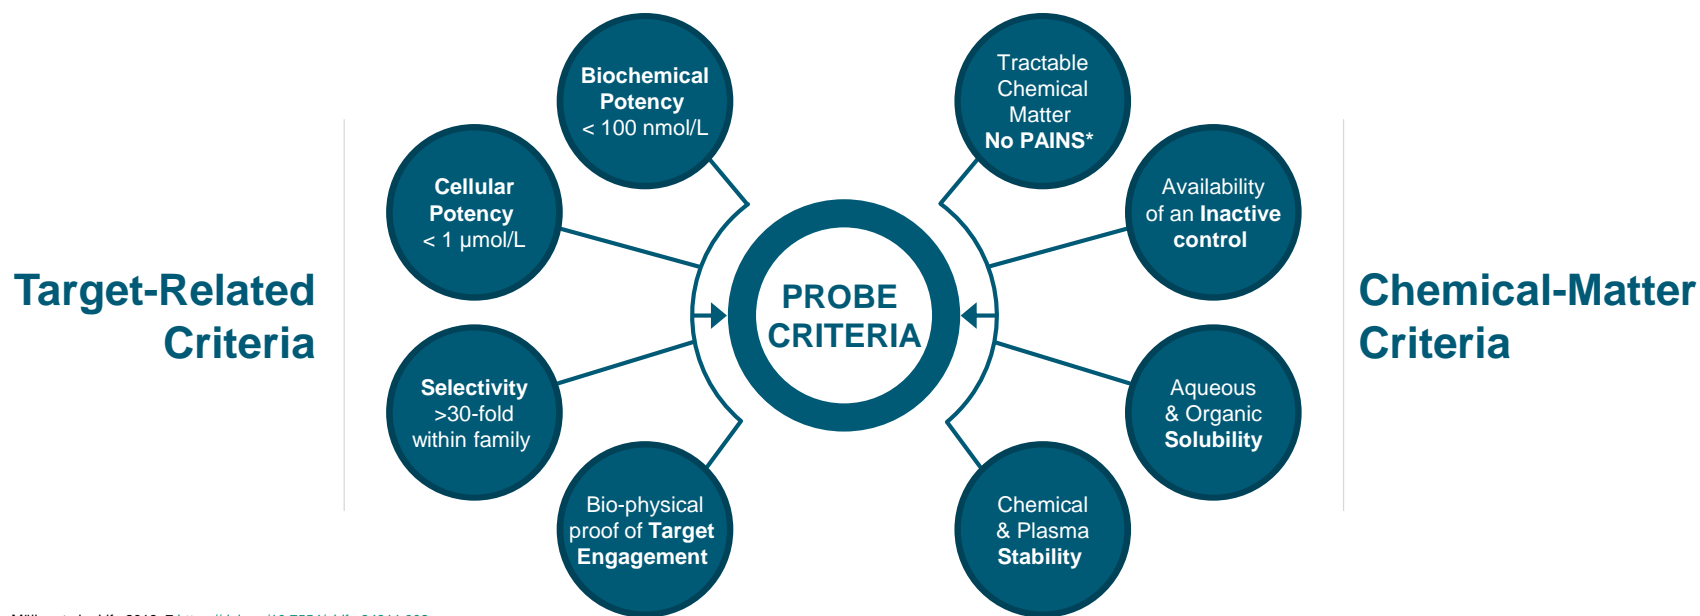 Target-Related
Criteria
Biochemical
Potency
< 100 nmol/L
Cellular
Potency
< 1 µmol/L
Selectivity
>30-fold
within family
Bio-physical
proof of Target
Engagement
PROBE
CRITERIA
Tractable
Chemical
Matter
No PAINS*
Availability
of an Inactive
control
Aqueous
& Organic
Solubility
Chemical
& Plasma
Stability
Chemical-Matter
Criteria